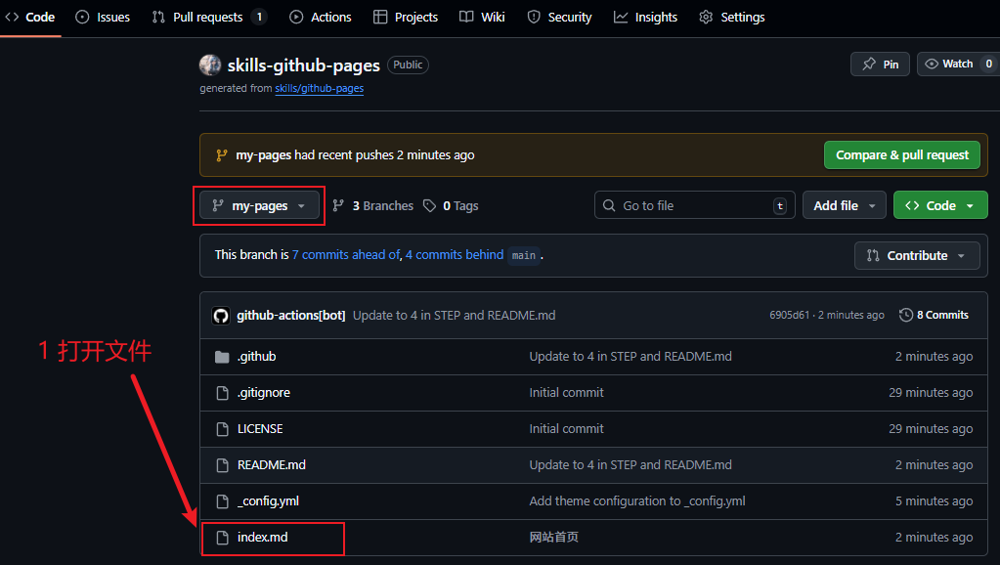 Code Issues Pull requests 1 Actions Projects Wiki Security Insights Settings
skills-github-pages Public Pin Watch 0
generated from skills/github-pages
my-pages had recent pushes 2 minutes ago Compare & pull request
my-pages 3 Branches 0 Tags Go to file t Add file Code
This branch is 7 commits ahead of, 4 commits behind main . Contribute
github-actions[bot] Update to 4 in STEP and README.md 6905d61 · 2 minutes ago 8 Commits
1 打开文件
.github Update to 4 in STEP and README.md 2 minutes ago
.gitignore Initial commit 29 minutes ago
LICENSE Initial commit 29 minutes ago
README.md Update to 4 in STEP and README.md 2 minutes ago
_config.yml Add theme configuration to _config.yml 5 minutes ago
index.md 网站首页 2 minutes ago